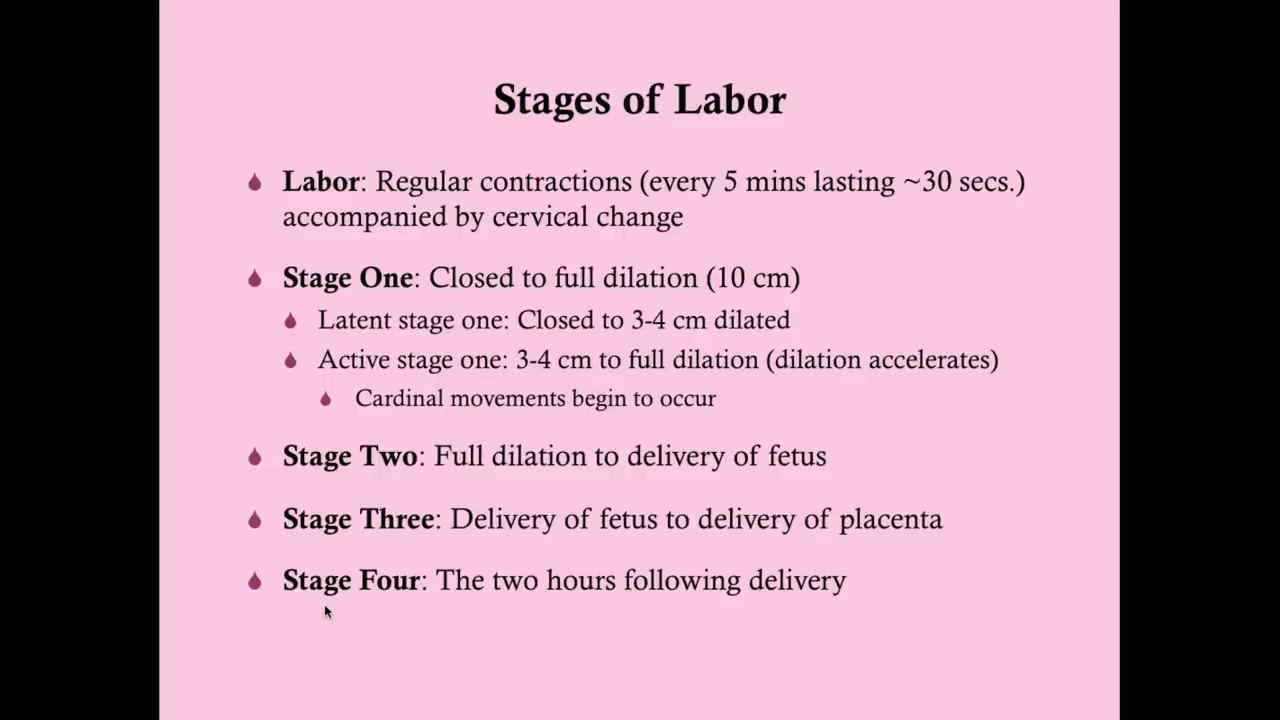 Stages of Labor
Labor: Regular contractions (every 5 mins lasting ~30 secs.)
accompanied by cervical change
Stage One: Closed to full dilation (10 cm)
Latent stage one: Closed to 3-4 cm dilated
Active stage one: 3-4 cm to full dilation (dilation accelerates)
Cardinal movements begin to occur
Stage Two: Full dilation to delivery of fetus
Stage Three: Delivery of fetus to delivery of placenta
Stage Four: The two hours following delivery